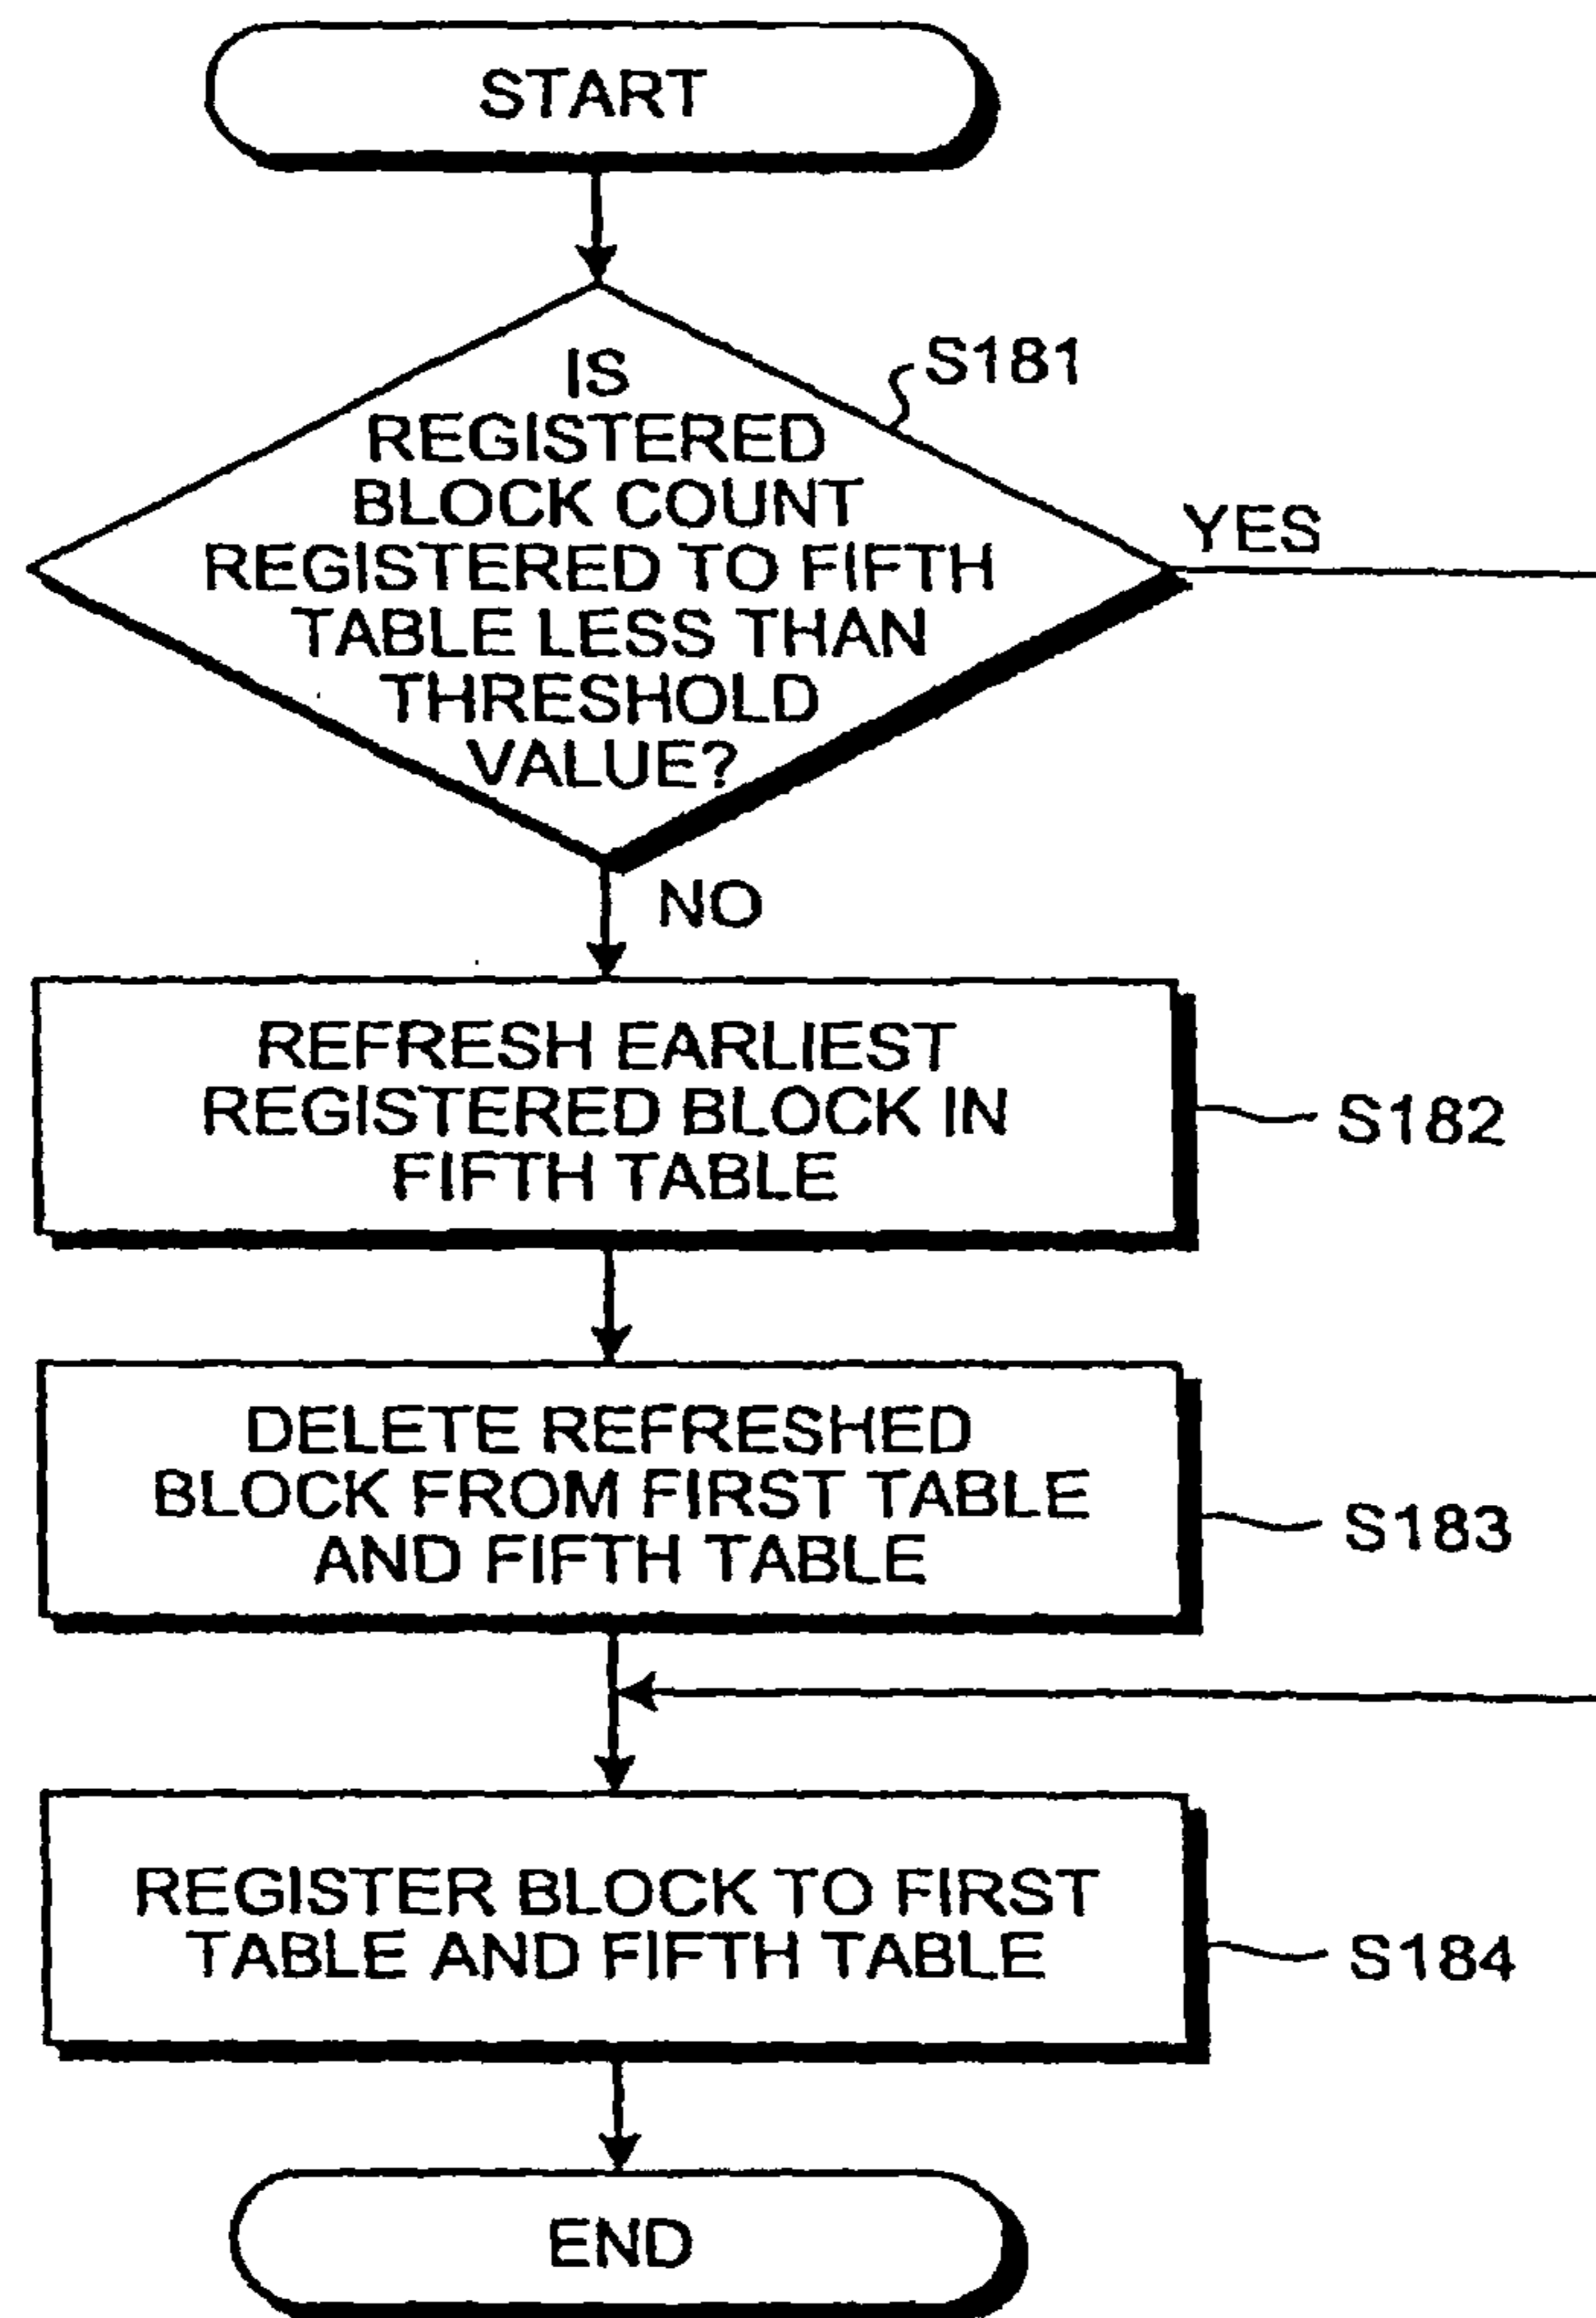 START
IS
REGISTERED
BLOCK COUNT
REGISTERED TO FIFTH
TABLE LESS THAN
THRESHOLD
VALUE?
S181
YES
NO
REFRESH EARLIEST
REGISTERED BLOCK IN
FIFTH TABLE
S182
DELETE REFRESHED
BLOCK FROM FIRST TABLE
AND FIFTH TABLE
S183
REGISTER BLOCK TO FIRST
TABLE AND FIFTH TABLE
S184
END